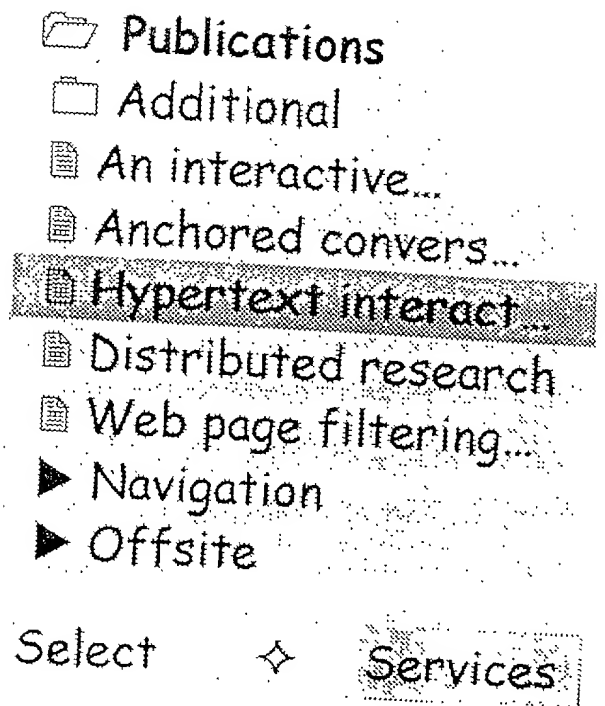 Publications
Additional
An interactive...
Anchored convers...
Hypertext interact...
Distributed research
Web page filtering...
Navigation
Offsite
Select Services